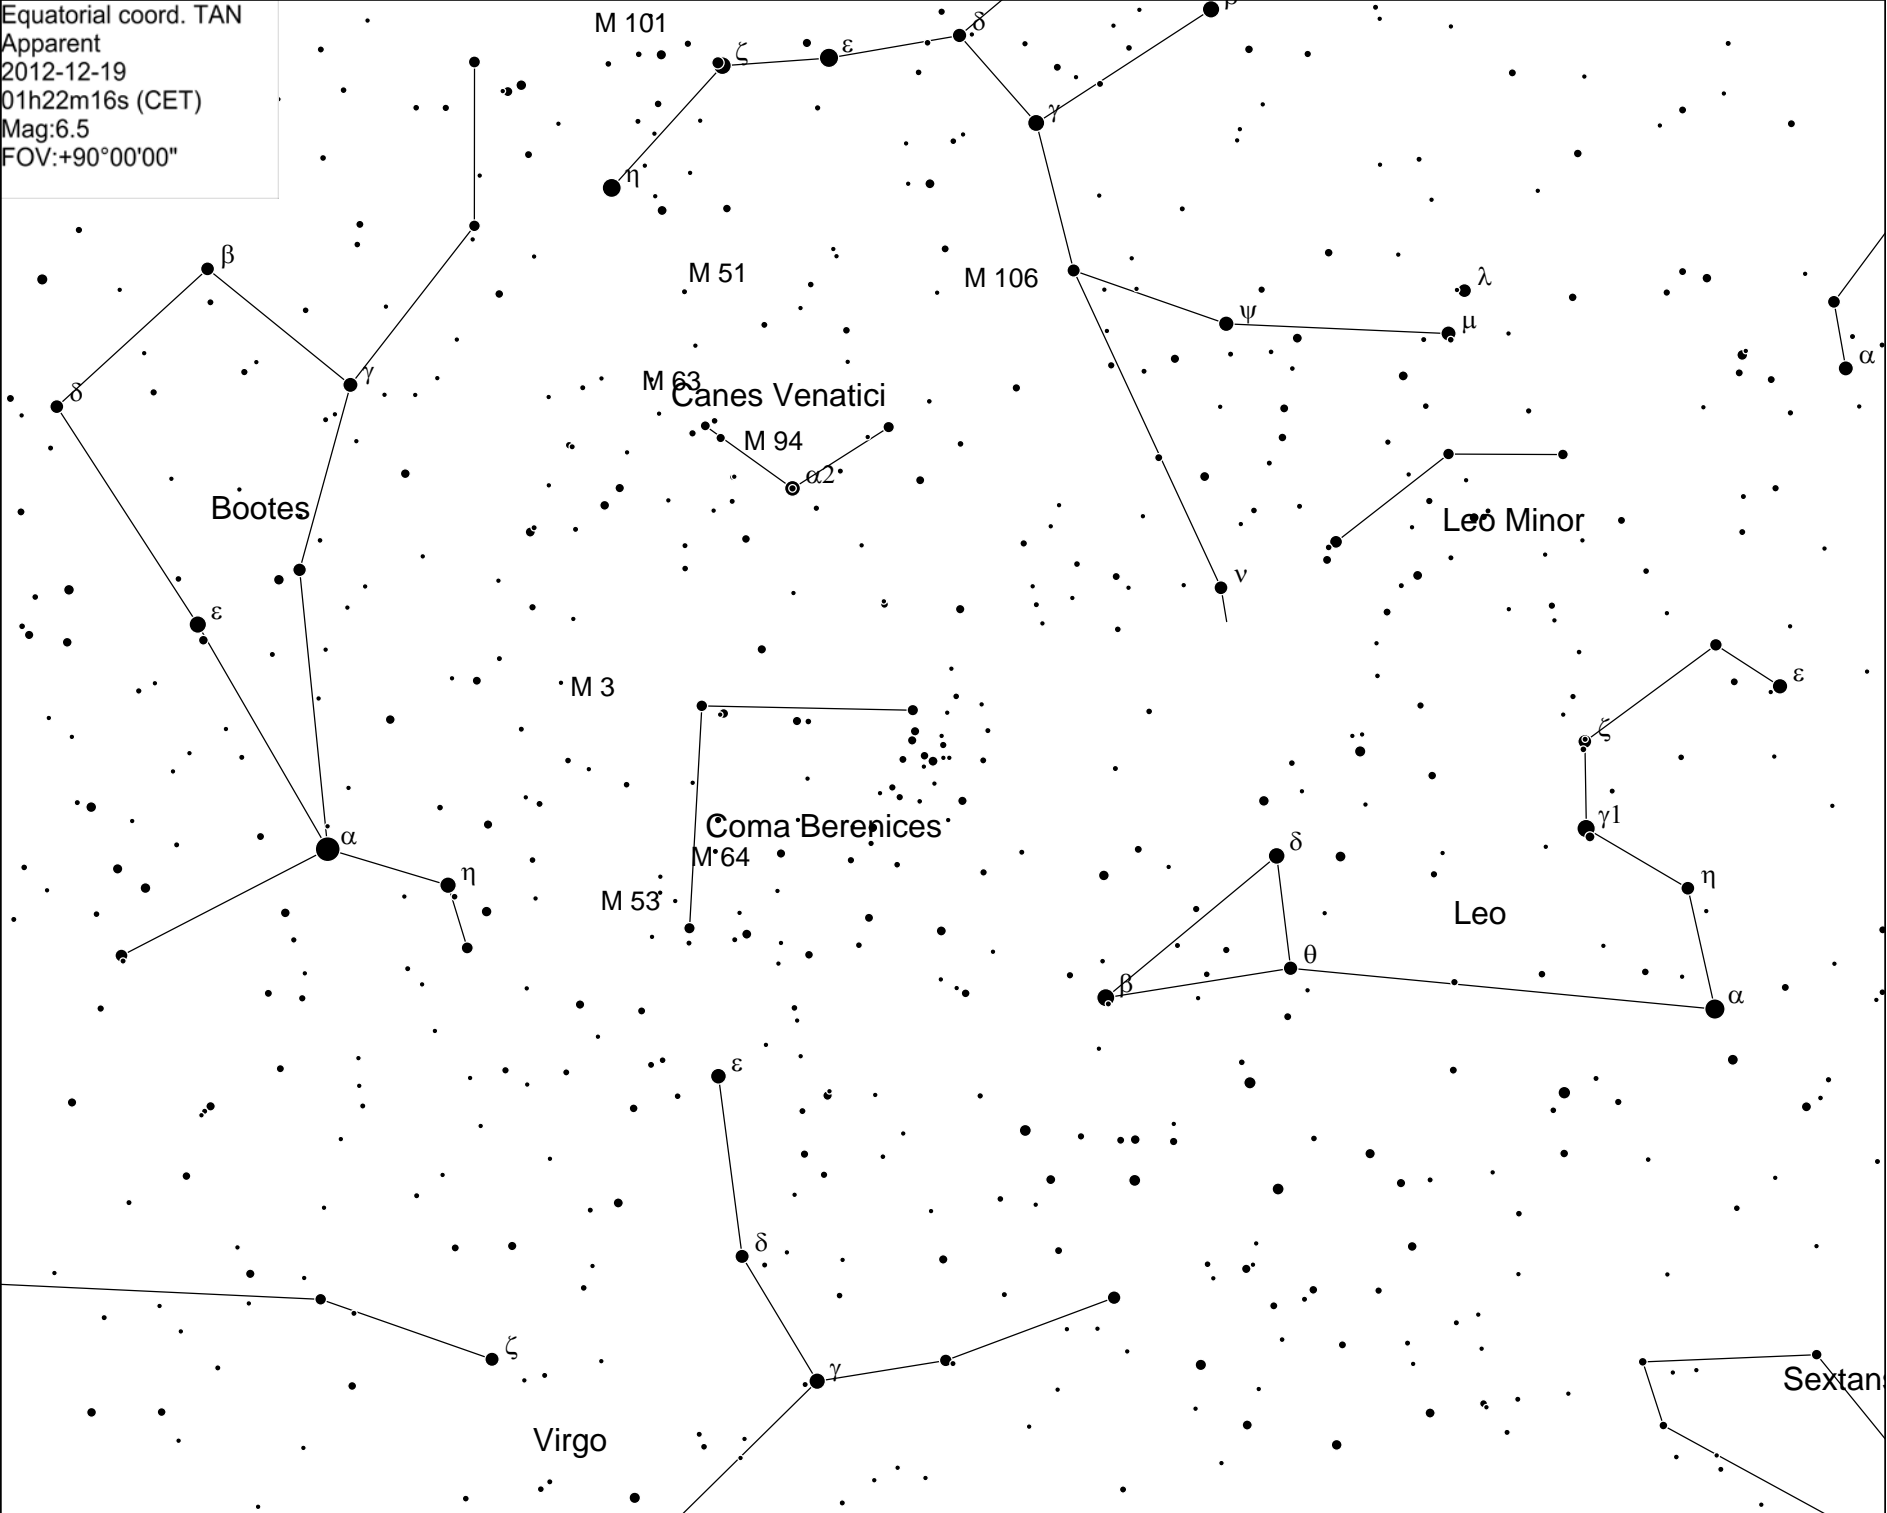 Equatorial coord. TAN
Apparent
2012-12-19
01h22m16s (CET)
Mag:6.5
FOV:+90°00'00"
M 101
ζ
ε
δ
β
γ
η
β
M 51
M 106
λ
ψ
μ
α
δ
γ
M 63
Canes Venatici
M 94
α2
Bootes
Leo Minor
ν
ε
M 3
ε
ζ
Coma Berenices
γ1
α
M 64
δ
η
η
M 53
Leo
θ
β
α
ε
δ
ζ
γ
Sextans
Virgo